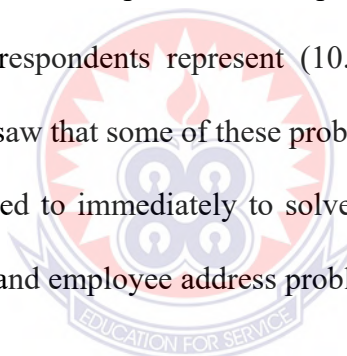 respondents represent (10.
saw that some of these prob
ed to immediately to solve
and employee address probl
EDUCATION FOR SERVICE